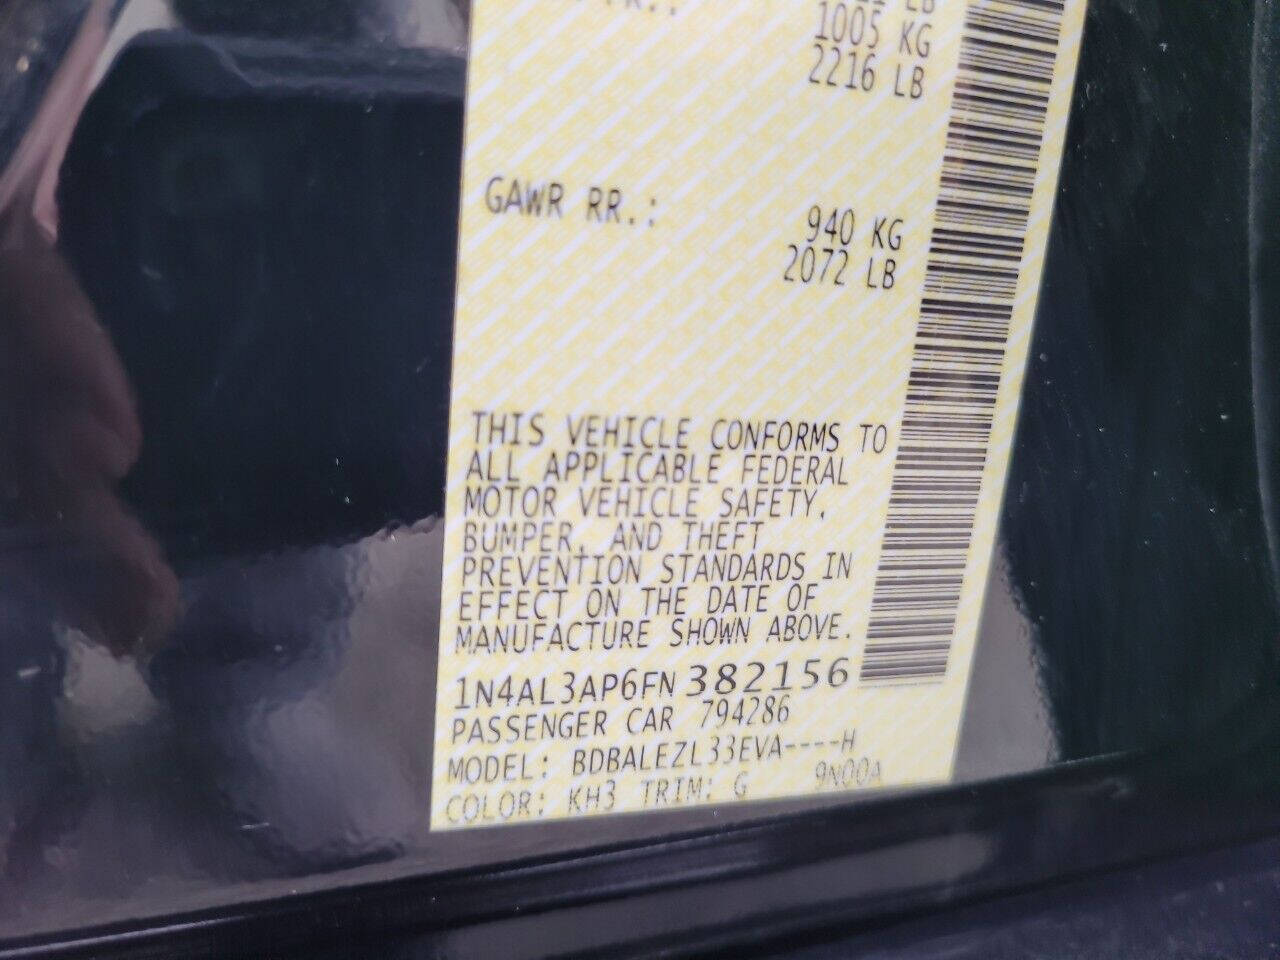 LB
1005 KG
2216 LB
GAWR RR.: 940 KG
2072 LB
THIS VEHICLE CONFORMS TO
ALL APPLICABLE FEDERAL
MOTOR VEHICLE SAFETY,
BUMPER, AND THEFT
PREVENTION STANDARDS IN
EFFECT ON THE DATE OF
MANUFACTURE SHOWN ABOVE.
1N4AL3AP6FN382156
PASSENGER CAR 794286
MODEL: BDBALEZL33EVA----H
COLOR: KH3 TRIM: G 9N00A